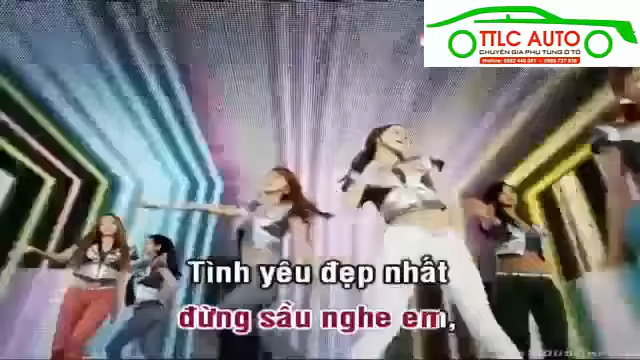 TTLC AUTO
CHUYÊN GIA PHỤ TÙNG Ô TÔ
Tình yêu đẹp nhất
đừng sầu nghe em,